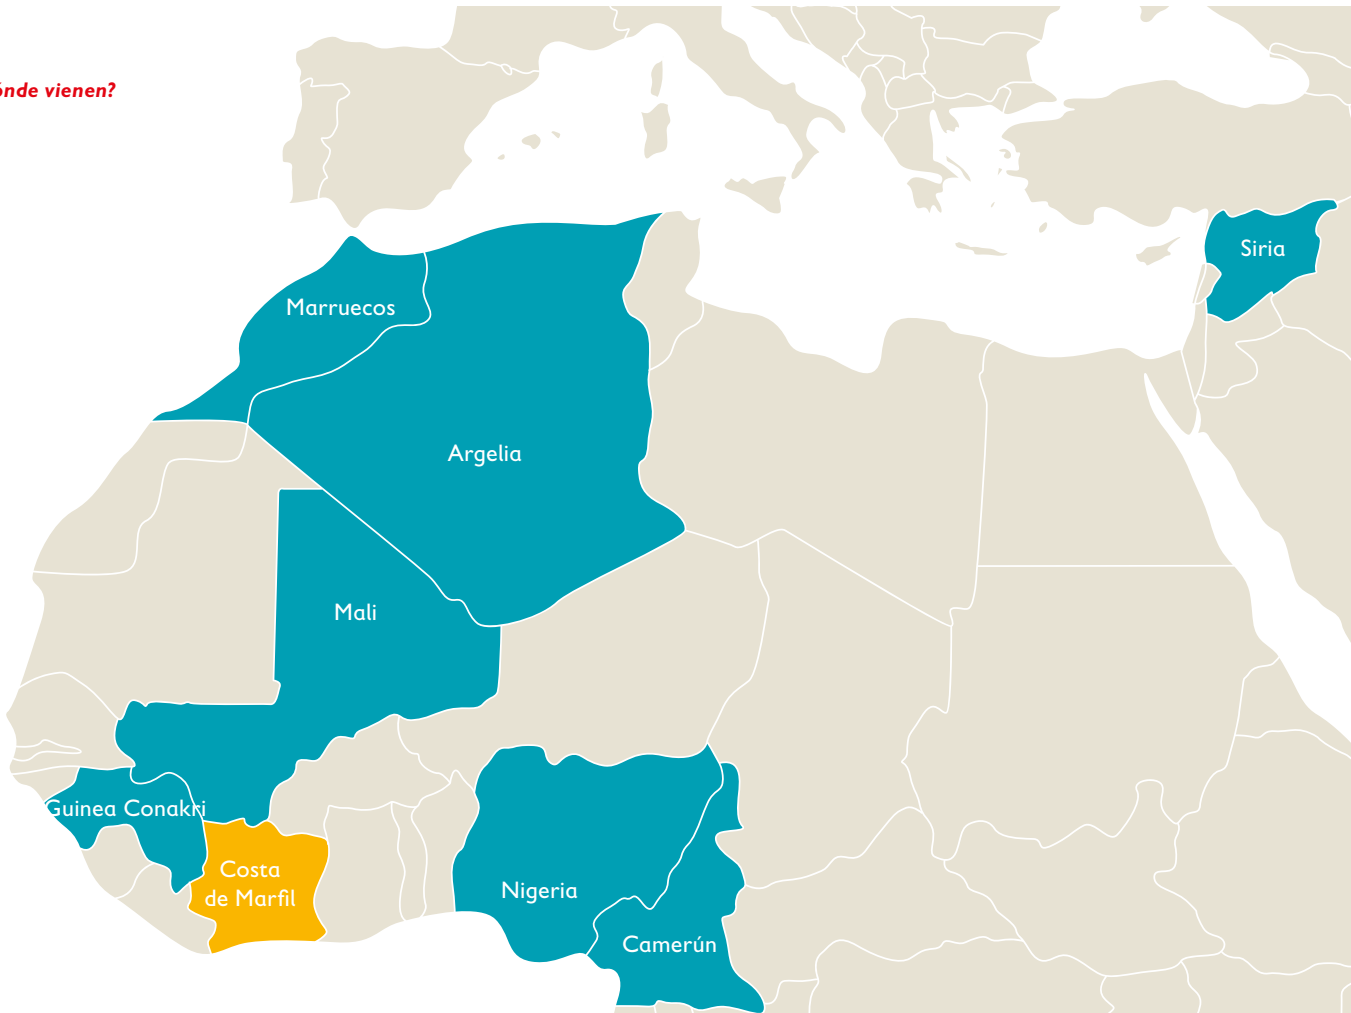 ónde vienen?
Siria
Marruecos
Argelia
Mali
Guinea Conakri
Costa
de Marfil
Nigeria
Camerún